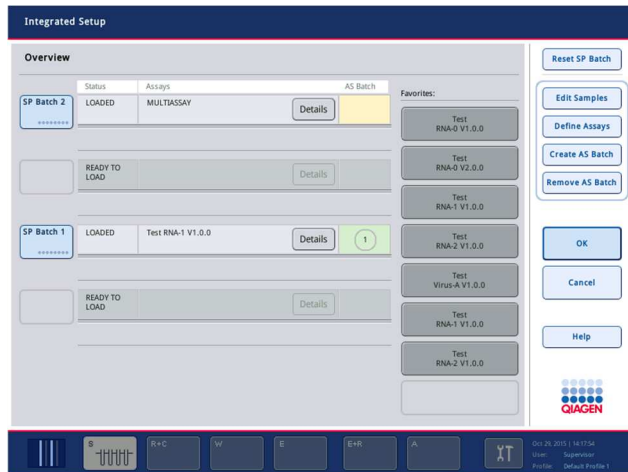 Integrated Setup
Overview
Status Assays AS Batch
SP Batch 2 LOADED MULTIASSAY Details
READY TO LOAD Details
SP Batch 1 LOADED Test RNA-1 V1.0.0 Details 1
READY TO LOAD Details
Favorites:
Test
RNA-0 V1.0.0
Test
RNA-0 V2.0.0
Test
RNA-1 V1.0.0
Test
RNA-2 V1.0.0
Test
Virus-A V1.0.0
Test
RNA-1 V1.0.0
Test
RNA-2 V1.0.0
Reset SP Batch
Edit Samples
Define Assays
Create AS Batch
Remove AS Batch
OK
Cancel
Help
QIAGEN
S R+C W E E+R A
Oct 29, 2015 | 14:17:54
User: Supervisor
Profile: Default Profile 1